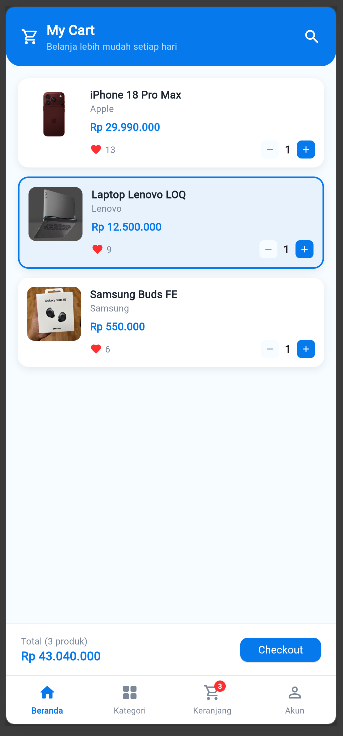 My Cart
Belanja lebih mudah setiap hari
iPhone 18 Pro Max
Apple
Rp 29.990.000
13
1
Laptop Lenovo LOQ
Lenovo
Rp 12.500.000
9
1
Samsung Buds FE
Samsung
Rp 550.000
6
1
Total (3 produk)
Rp 43.040.000
Checkout
3
Beranda
Kategori
Keranjang
Akun